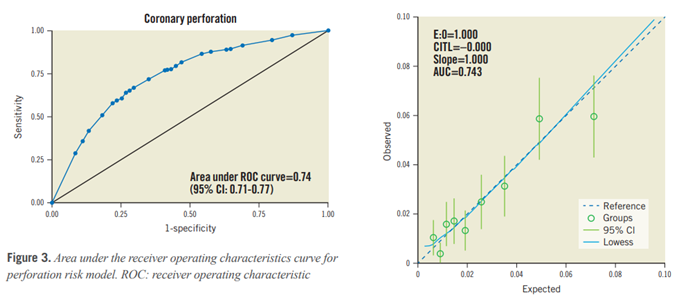 Coronary perforation
1.00
0.75
0.50
0.25
0.00
Sensitivity
Area under ROC curve=0.74
(95% CI: 0.71-0.77)
0.00 0.25 0.50 0.75 1.00
1-specificity
Figure 3. Area under the receiver operating characteristics curve for
perforation risk model. ROC: receiver operating characteristic
0.10
0.08
0.06
0.04
0.02
0
Observed
E:O=1.000
CITL=–0.000
Slope=1.000
AUC=0.743
Reference
Groups
95% CI
Lowess
0 0.02 0.04 0.06 0.08 0.10
Expected